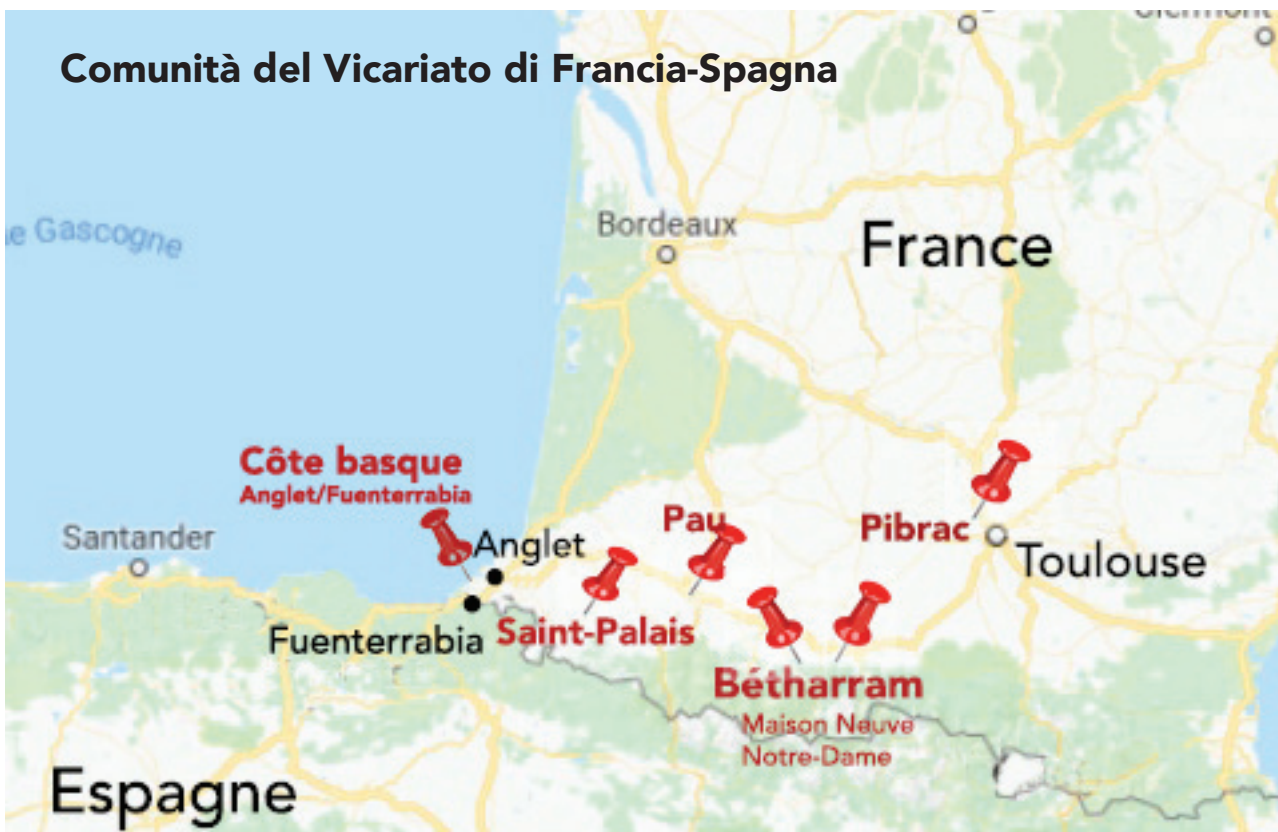 Comunità del Vicariato di Francia-Spagna
Gascogne
Bordeaux
France
Côte basque
Anglet/Fuenterrabia
Santander
Anglet
Pau
Pibrac
Toulouse
Fuenterrabia
Saint-Palais
Bétharram
Maison Neuve
Notre-Dame
Espagne